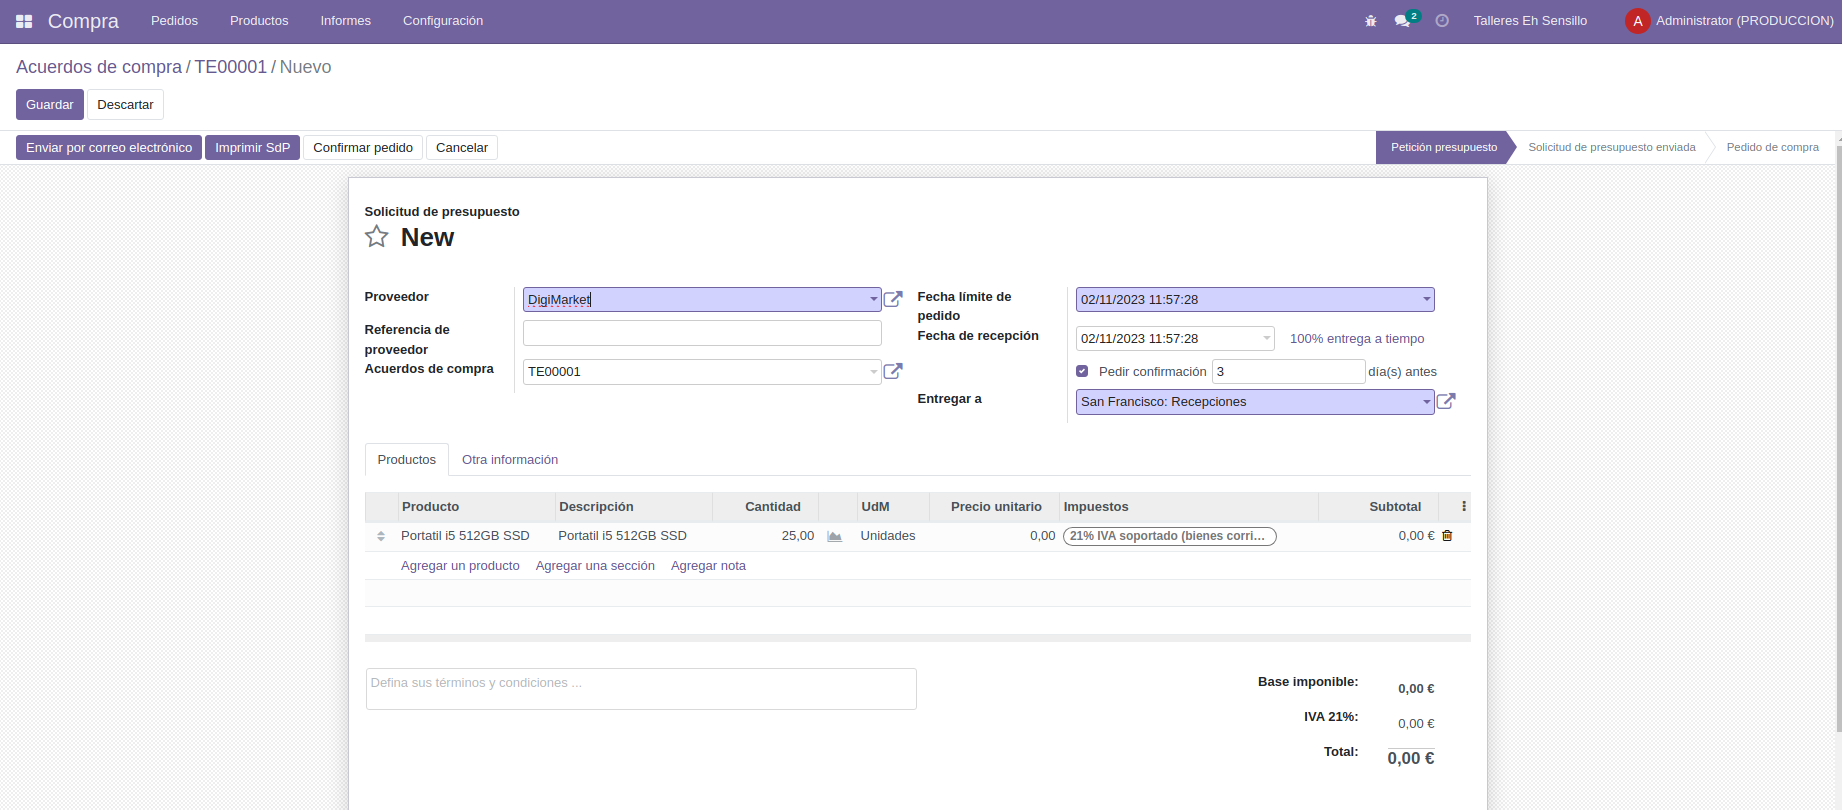 Compra Pedidos Productos Informes Configuración 2 Talleres Eh Sensillo A Administrator (PRODUCCION)
Acuerdos de compra / TE00001 / Nuevo
Guardar Descartar
Enviar por correo electrónico Imprimir SdP Confirmar pedido Cancelar Petición presupuesto Solicitud de presupuesto enviada Pedido de compra
Solicitud de presupuesto
New
Proveedor DigiMarket
Referencia de
proveedor
Acuerdos de compra TE00001
Fecha límite de
pedido 02/11/2023 11:57:28
Fecha de recepción 02/11/2023 11:57:28 100% entrega a tiempo
Pedir confirmación 3 día(s) antes
Entregar a San Francisco: Recepciones
Productos Otra información
Producto Descripción Cantidad UdM Precio unitario Impuestos Subtotal
Portatil i5 512GB SSD Portatil i5 512GB SSD 25,00 Unidades 0,00 21% IVA soportado (bienes corri... 0,00 €
Agregar un producto Agregar una sección Agregar nota
Defina sus términos y condiciones ...
Base imponible: 0,00 €
IVA 21%: 0,00 €
Total: 0,00 €